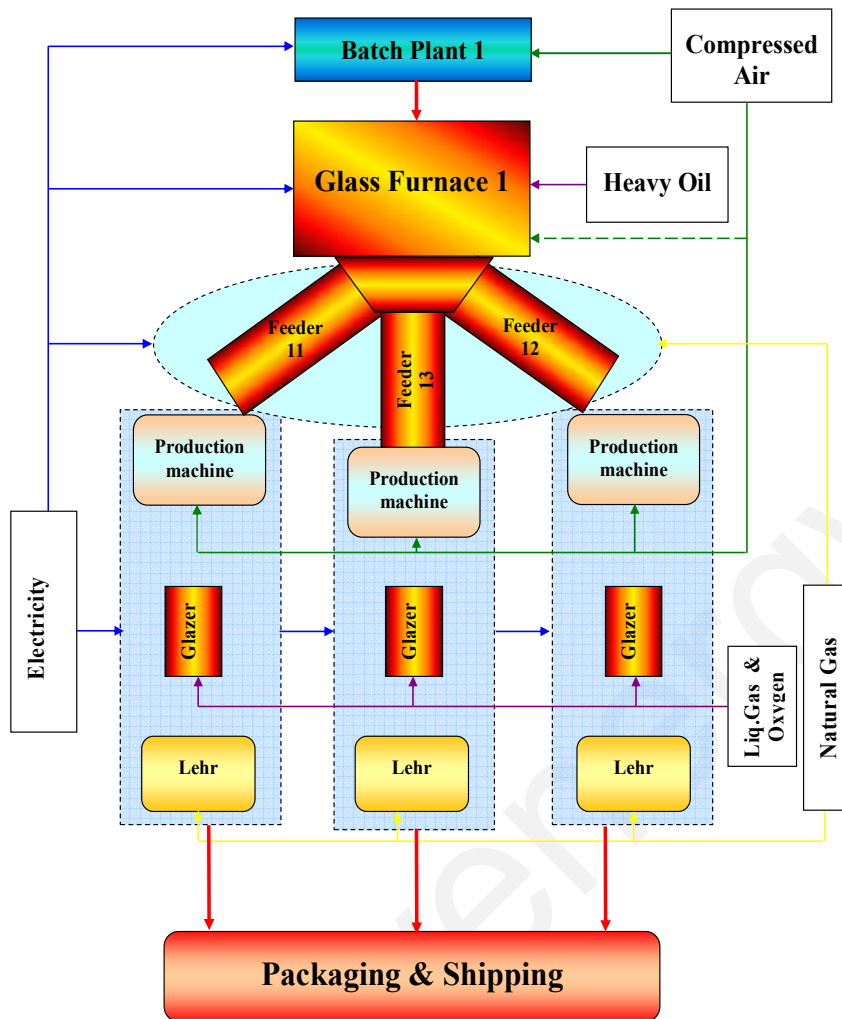 Batch Plant 1
Compressed
Air
Glass Furnace 1
Heavy Oil
Feeder
11
Feeder
12
Feeder
13
Production
machine
Production
machine
Production
machine
Electricity
Glazer
Glazer
Glazer
Liq.Gas &
Oxygen
Natural Gas
Lehr
Lehr
Lehr
Packaging & Shipping